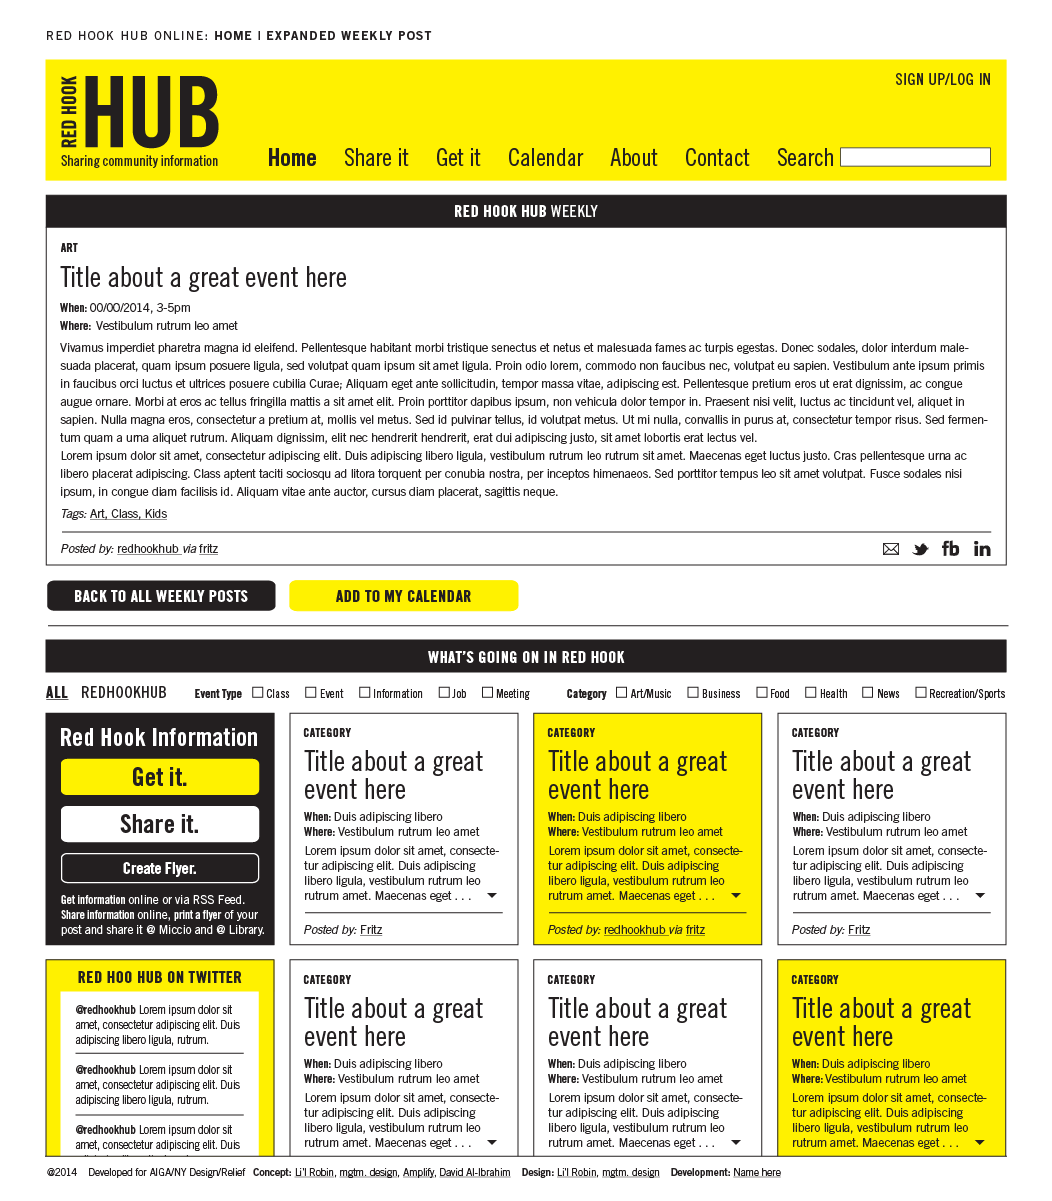 RED HOOK HUB ONLINE: HOME | EXPANDED WEEKLY POST
RED HOOK
HUB
Sharing community information
SIGN UP/LOG IN
Home Share it Get it Calendar About Contact Search
RED HOOK HUB WEEKLY
ART
Title about a great event here
When: 00/00/2014, 3-5pm
Where: Vestibulum rutrum leo amet
Vivamus imperdiet pharetra magna id eleifend. Pellentesque habitant morbi tristique senectus et netus et malesuada fames ac turpis egestas. Donec sodales, dolor interdum male-
suada placerat, quam ipsum posuere ligula, sed volutpat quam ipsum sit amet ligula. Proin odio lorem, commodo non faucibus nec, volutpat eu sapien. Vestibulum ante ipsum primis
in faucibus orci luctus et ultrices posuere cubilia Curae; Aliquam eget ante sollicitudin, tempor massa vitae, adipiscing est. Pellentesque pretium eros ut erat dignissim, ac congue
augue ornare. Morbi at eros ac tellus fringilla mattis a sit amet elit. Proin porttitor dapibus ipsum, non vehicula dolor tempor in. Praesent nisi velit, luctus ac tincidunt vel, aliquet in
sapien. Nulla magna eros, consectetur a pretium at, mollis vel metus. Sed id pulvinar tellus, id volutpat metus. Ut mi nulla, convallis in purus at, consectetur tempor risus. Sed fermen-
tum quam a urna aliquet rutrum. Aliquam dignissim, elit nec hendrerit hendrerit, erat dui adipiscing justo, sit amet lobortis erat lectus vel.
Lorem ipsum dolor sit amet, consectetur adipiscing elit. Duis adipiscing libero ligula, vestibulum rutrum leo rutrum sit amet. Maecenas eget luctus justo. Cras pellentesque urna ac
libero placerat adipiscing. Class aptent taciti sociosqu ad litora torquent per conubia nostra, per inceptos himenaeos. Sed porttitor tempus leo sit amet volutpat. Fusce sodales nisi
ipsum, in congue diam facilisis id. Aliquam vitae ante auctor, cursus diam placerat, sagittis neque.
Tags: Art, Class, Kids
Posted by: redhookhub via fritz
fb in
BACK TO ALL WEEKLY POSTS
ADD TO MY CALENDAR
WHAT'S GOING ON IN RED HOOK
ALL REDHOOKHUB Event Type Class Event Information Job Meeting Category Art/Music Business Food Health News Recreation/Sports
Red Hook Information
Get it.
Share it.
Create Flyer.
Get information online or via RSS Feed.
Share information online, print a flyer of your
post and share it @ Miccio and @ Library.
CATEGORY
Title about a great
event here
When: Duis adipiscing libero
Where: Vestibulum rutrum leo amet
Lorem ipsum dolor sit amet, consecte-
tur adipiscing elit. Duis adipiscing
libero ligula, vestibulum rutrum leo
rutrum amet. Maecenas eget . . .
Posted by: Fritz
CATEGORY
Title about a great
event here
When: Duis adipiscing libero
Where: Vestibulum rutrum leo amet
Lorem ipsum dolor sit amet, consecte-
tur adipiscing elit. Duis adipiscing
libero ligula, vestibulum rutrum leo
rutrum amet. Maecenas eget . . .
Posted by: redhookhub via fritz
CATEGORY
Title about a great
event here
When: Duis adipiscing libero
Where: Vestibulum rutrum leo amet
Lorem ipsum dolor sit amet, consecte-
tur adipiscing elit. Duis adipiscing
libero ligula, vestibulum rutrum leo
rutrum amet. Maecenas eget . . .
Posted by: Fritz
RED HOO HUB ON TWITTER
@redhookhub Lorem ipsum dolor sit
amet, consectetur adipiscing elit. Duis
adipiscing libero ligula, rutrum.
@redhookhub Lorem ipsum dolor sit
amet, consectetur adipiscing elit. Duis
adipiscing libero ligula, rutrum.
@redhookhub Lorem ipsum dolor sit
amet, consectetur adipiscing elit. Duis
CATEGORY
Title about a great
event here
When: Duis adipiscing libero
Where: Vestibulum rutrum leo amet
Lorem ipsum dolor sit amet, consecte-
tur adipiscing elit. Duis adipiscing
libero ligula, vestibulum rutrum leo
rutrum amet. Maecenas eget . . .
CATEGORY
Title about a great
event here
When: Duis adipiscing libero
Where: Vestibulum rutrum leo amet
Lorem ipsum dolor sit amet, consecte-
tur adipiscing elit. Duis adipiscing
libero ligula, vestibulum rutrum leo
rutrum amet. Maecenas eget . . .
CATEGORY
Title about a great
event here
When: Duis adipiscing libero
Where: Vestibulum rutrum leo amet
Lorem ipsum dolor sit amet, consecte-
tur adipiscing elit. Duis adipiscing
libero ligula, vestibulum rutrum leo
rutrum amet. Maecenas eget . . .
@2014 Developed for AIGA/NY Design/Relief Concept: Li'l Robin, mgtm. design, Amplify, David Al-Ibrahim Design: Li'l Robin, mgtm. design Development: Name here